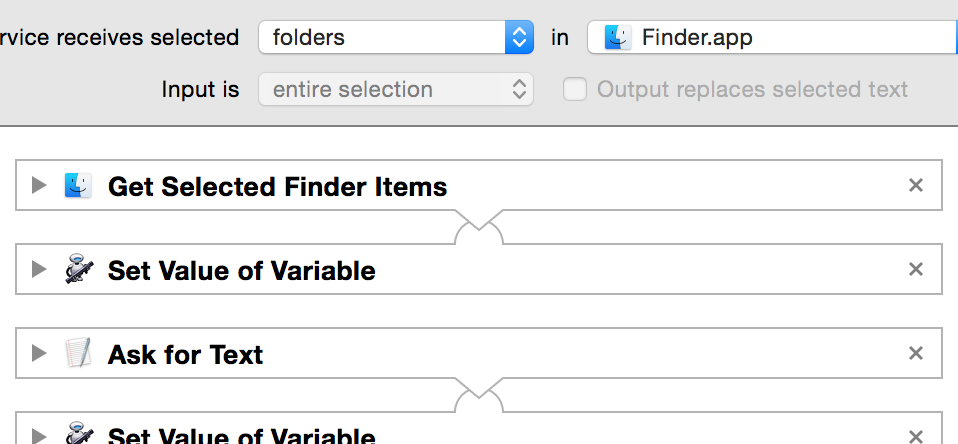 rvice receives selected folders in Finder.app
Input is entire selection Output replaces selected text
Get Selected Finder Items
Set Value of Variable
Ask for Text
Set Value of Variable